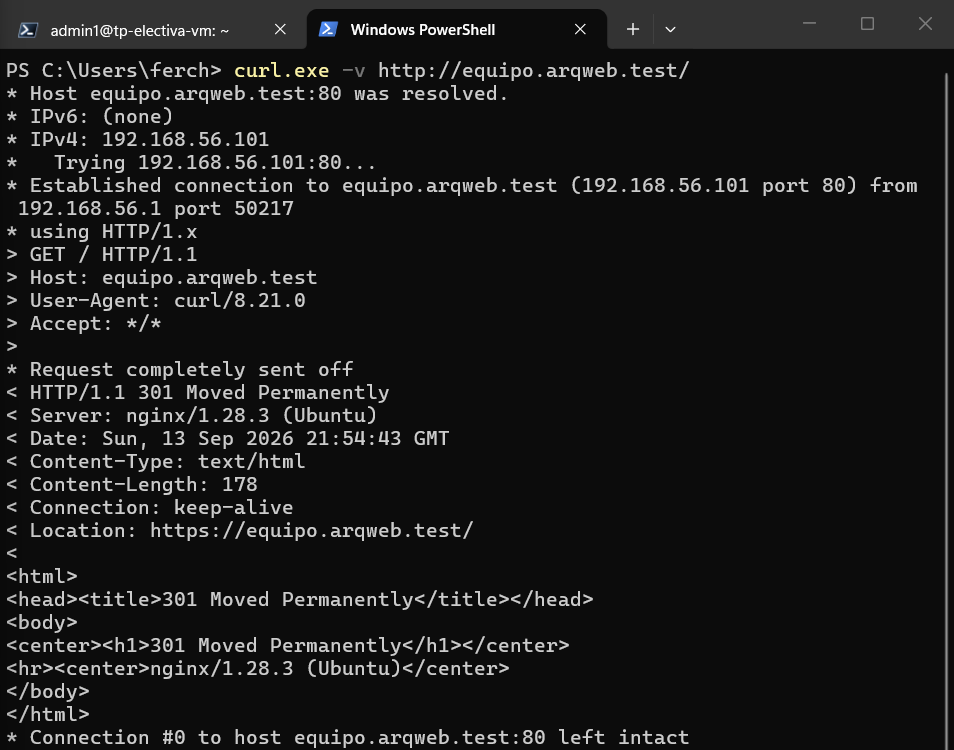 admin1@tp-electiva-vm: ~
Windows PowerShell
PS C:\Users\ferch> curl.exe -v http://equipo.arqweb.test/
* Host equipo.arqweb.test:80 was resolved.
* IPv6: (none)
* IPv4: 192.168.56.101
*   Trying 192.168.56.101:80...
* Established connection to equipo.arqweb.test (192.168.56.101 port 80) from
 192.168.56.1 port 50217
* using HTTP/1.x
> GET / HTTP/1.1
> Host: equipo.arqweb.test
> User-Agent: curl/8.21.0
> Accept: */*
>
* Request completely sent off
< HTTP/1.1 301 Moved Permanently
< Server: nginx/1.28.3 (Ubuntu)
< Date: Sun, 13 Sep 2026 21:54:43 GMT
< Content-Type: text/html
< Content-Length: 178
< Connection: keep-alive
< Location: https://equipo.arqweb.test/
<
<html>
<head><title>301 Moved Permanently</title></head>
<body>
<center><h1>301 Moved Permanently</h1></center>
<hr><center>nginx/1.28.3 (Ubuntu)</center>
</body>
</html>
* Connection #0 to host equipo.arqweb.test:80 left intact